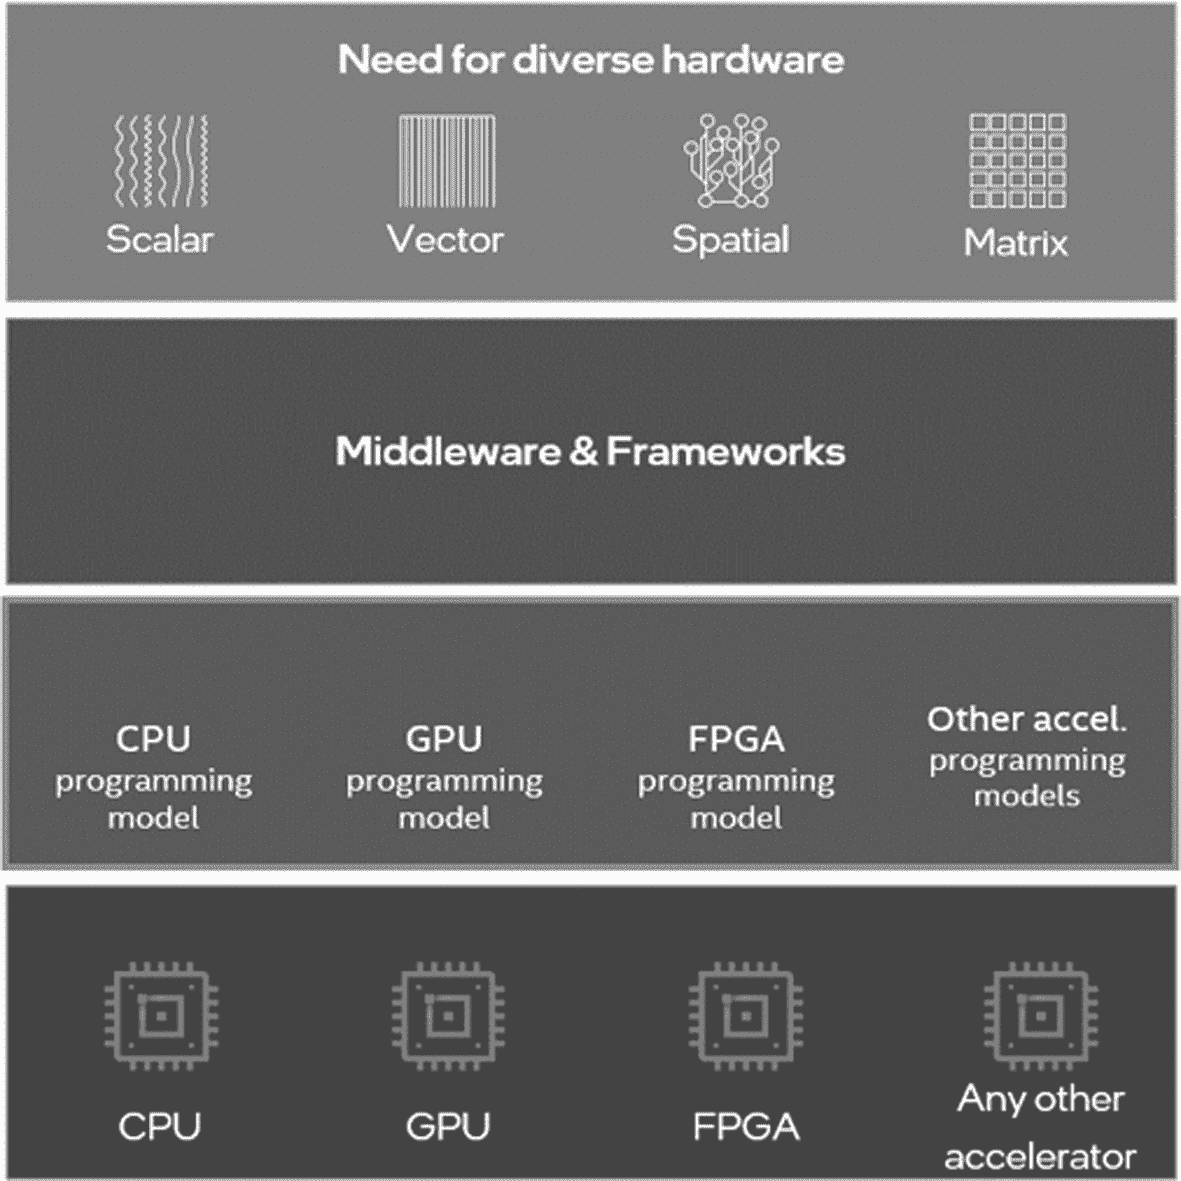 Need for diverse hardware
Scalar
Vector
Spatial
Matrix
Middleware & Frameworks
CPU
programming
model
GPU
programming
model
FPGA
programming
model
Other accel.
programming
models
CPU
GPU
FPGA
Any other
accelerator